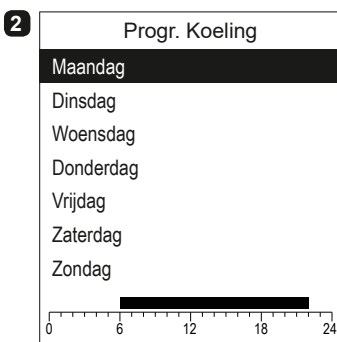 2
Progr. Koeling
Maandag
Dinsdag
Woensdag
Donderdag
Vrijdag
Zaterdag
Zondag
0 6 12 18 24